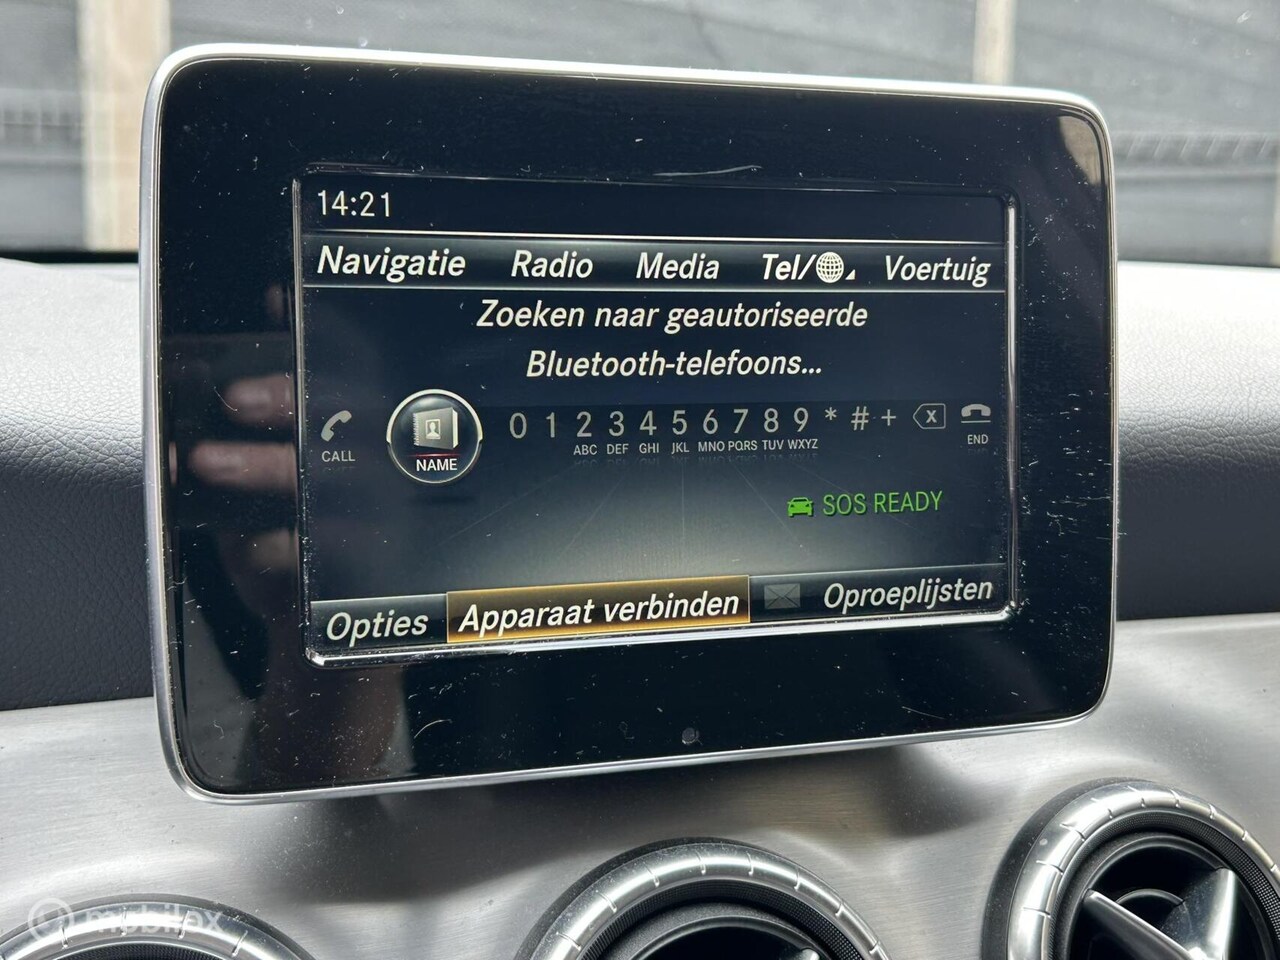 14:21
Navigatie Radio Media Tel/ Voertuig
Zoeken naar geautoriseerde
Bluetooth-telefoons...
0 1 2 3 4 5 6 7 8 9 * # + x
ABC DEF GHI JKL MNO PQRS TUV WXYZ
CALL NAME END
SOS READY
Opties Apparaat verbinden Oproeplijsten
mobilox